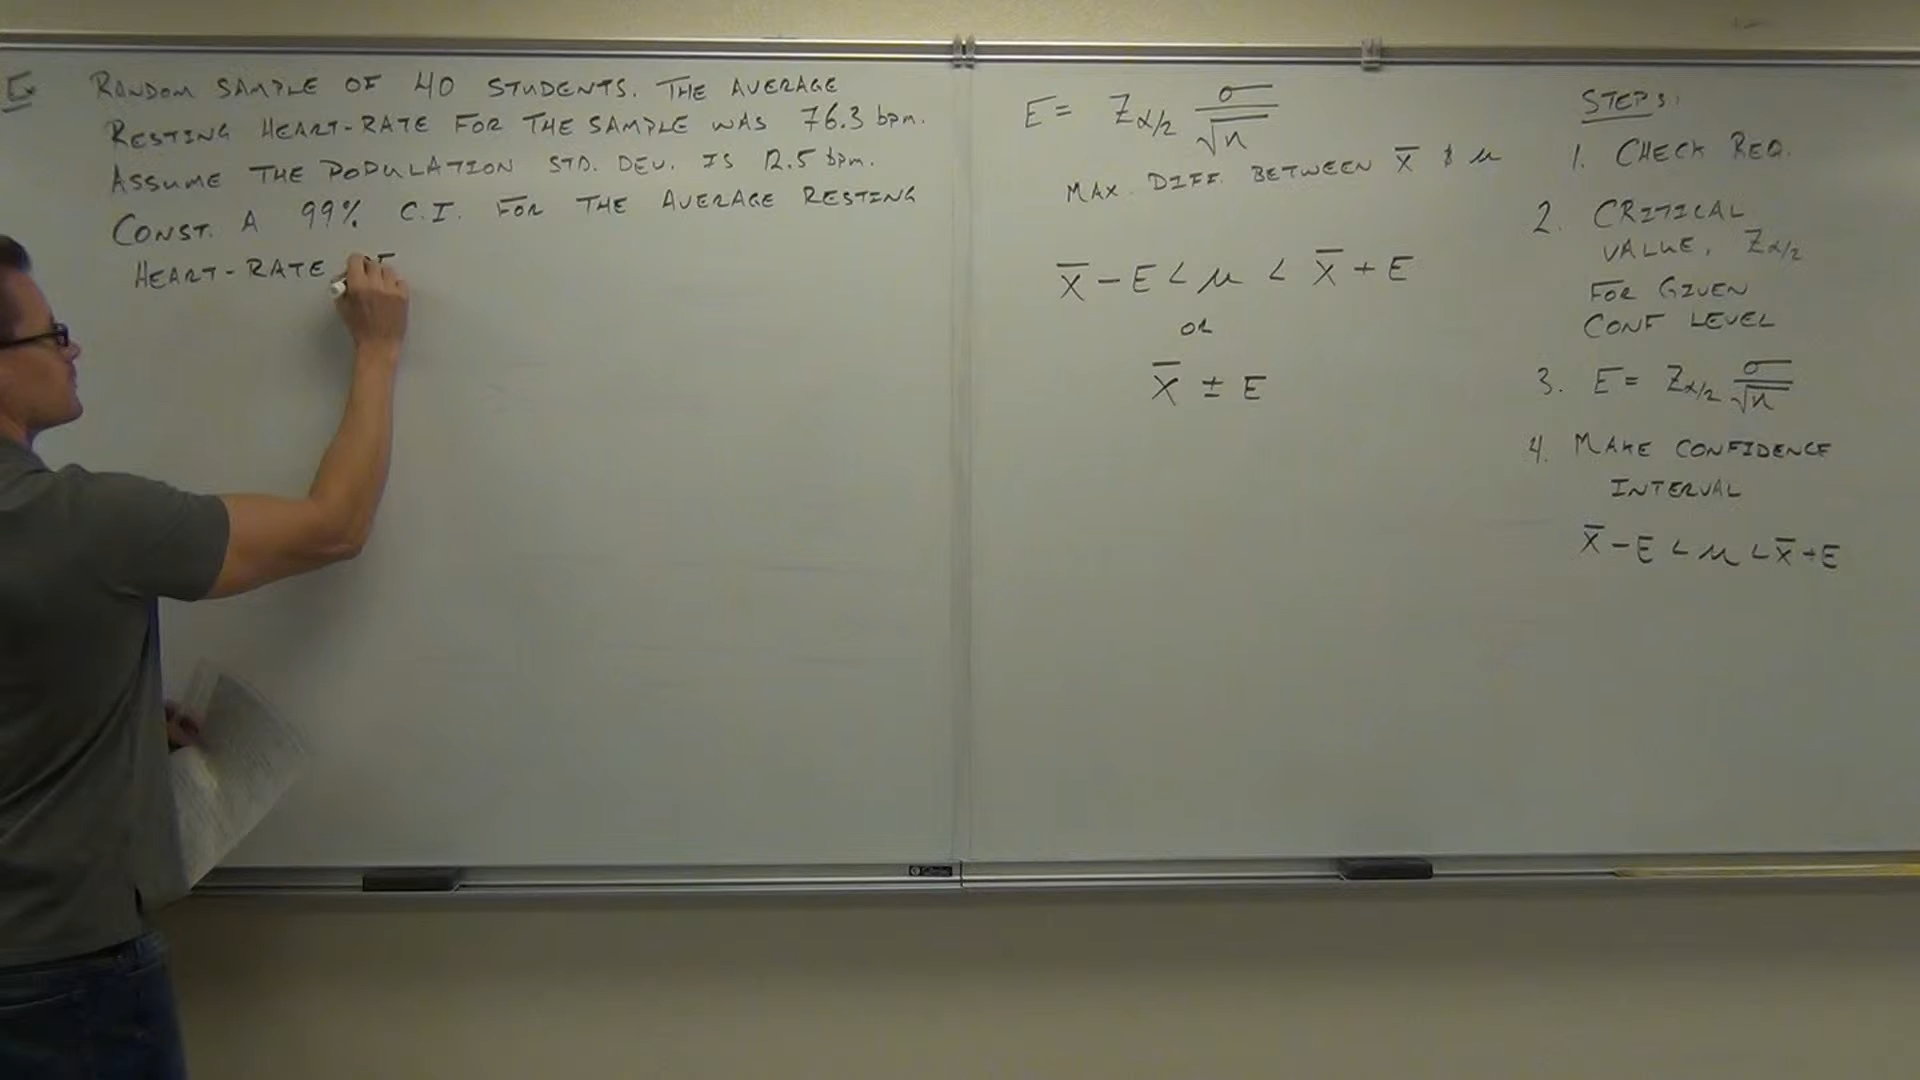 Ex RANDOM SAMPLE OF 40 STUDENTS. THE AVERAGE
RESTING HEART-RATE FOR THE SAMPLE WAS 76.3 bpm.
ASSUME THE POPULATION STD. DEV. IS 12.5 bpm.
CONST. A 99% C.I. FOR THE AVERAGE RESTING
HEART-RATE OF
E = Zα/2 σ/√n
MAX. DIFF. BETWEEN x̄ & μ
x̄ - E < μ < x̄ + E
OR
x̄ ± E
STEPS:
1. CHECK REQ.
2. CRITICAL
VALUE, Zα/2
FOR GIVEN
CONF LEVEL
3. E = Zα/2 σ/√n
4. MAKE CONFIDENCE
INTERVAL
x̄ - E < μ < x̄ + E